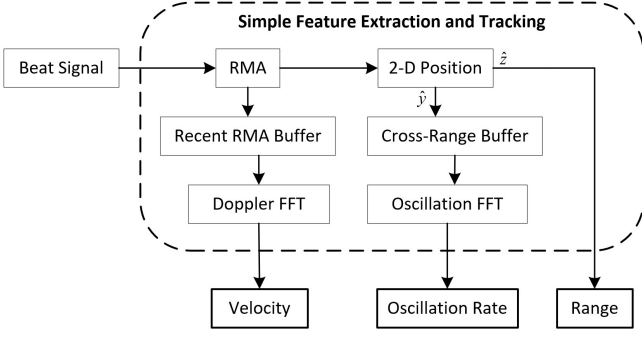 Simple Feature Extraction and Tracking
Beat Signal
RMA
2-D Position
ẑ
ŷ
Recent RMA Buffer
Cross-Range Buffer
Doppler FFT
Oscillation FFT
Velocity
Oscillation Rate
Range